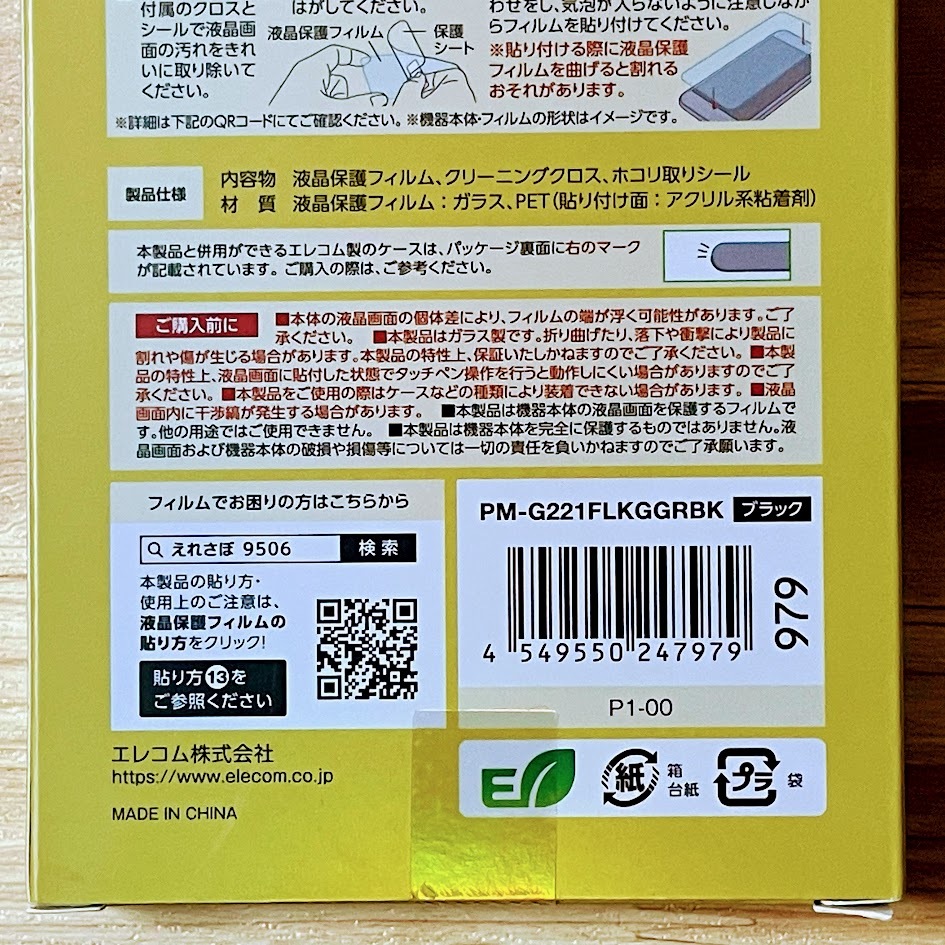 付属のクロスと
シールで液晶画
面の汚れをきれ
いに取り除いて
ください。
はがしてください。
液晶保護フィルム
保護
シート
わせをし、気泡が入らないように注意しなが
らフィルムを貼り付けてください。
※貼り付ける際に液晶保護
フィルムを曲げると割れる
おそれがあります。
※詳細は下記のQRコードにてご確認ください。※機器本体・フィルムの形状はイメージです。
製品仕様
内容物 液晶保護フィルム、クリーニングクロス、ホコリ取りシール
材 質 液晶保護フィルム：ガラス、PET（貼り付け面：アクリル系粘着剤）
本製品と併用ができるエレコム製のケースは、パッケージ裏面に右のマーク
が記載されています。ご購入の際は、ご参考ください。
ご購入前に
■本体の液晶画面の個体差により、フィルムの端が浮く可能性があります。ご了
承ください。 ■本製品はガラス製です。折り曲げたり、落下や衝撃により製品に
割れや傷が生じる場合があります。本製品の特性上、保証いたしかねますのでご了承ください。■本製
品の特性上、液晶画面に貼付した状態でタッチペン操作を行うと動作しにくい場合がありますのでご了
承ください。■本製品をご使用の際はケースなどの種類により装着できない場合があります。■液晶
画面内に干渉縞が発生する場合があります。 ■本製品は機器本体の液晶画面を保護するフィルムで
す。他の用途ではご使用できません。 ■本製品は機器本体を完全に保護するものではありません。液
晶画面および機器本体の破損や損傷等については一切の責任を負いかねますのでご了承願います。
フィルムでお困りの方はこちらから
えれさぽ 9506 検索
本製品の貼り方・
使用上のご注意は、
液晶保護フィルムの
貼り方をクリック!
貼り方⑬を
ご参照ください
PM-G221FLKGGRBK ブラック
4 549550 247979
979
P1-00
エレコム株式会社
https://www.elecom.co.jp
MADE IN CHINA
E
紙
箱
台紙
プラ
袋